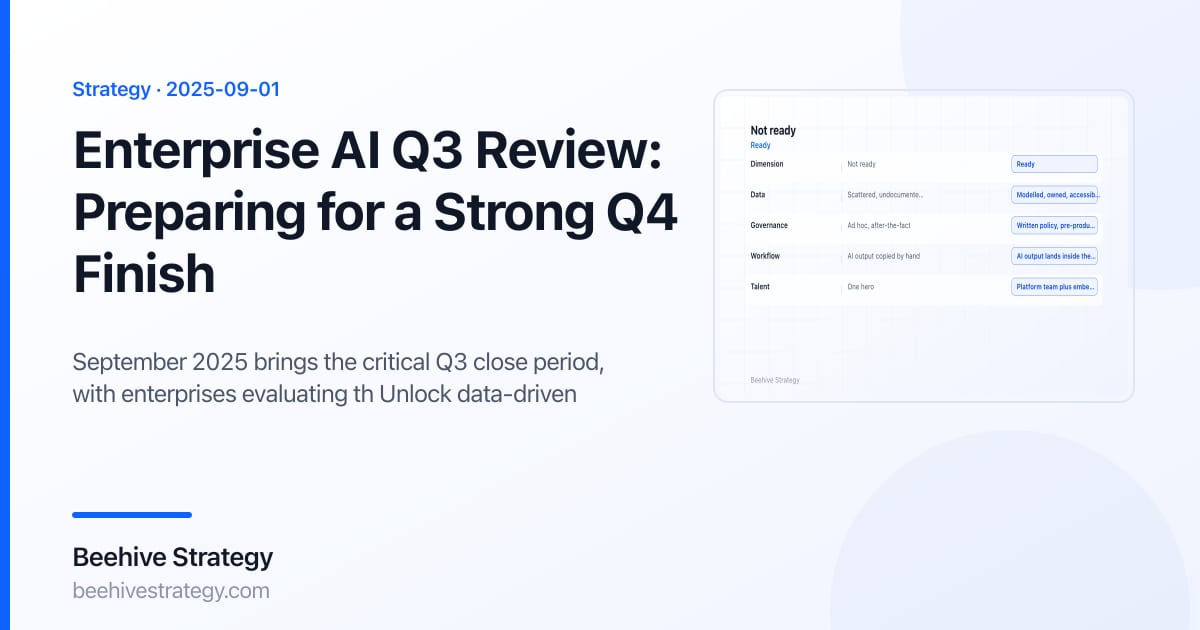 Strategy · 2025-09-01
Enterprise AI Q3 Review:
Preparing for a Strong Q4
Finish
September 2025 brings the critical Q3 close period,
with enterprises evaluating th Unlock data-driven
Beehive Strategy
beehivestrategy.com
Not ready
Ready
Dimension Not ready Ready
Data Scattered, undocumente... Modelled, owned, accessib...
Governance Ad hoc, after-the-fact Written policy, pre-produ...
Workflow AI output copied by hand AI output lands inside the...
Talent One hero Platform team plus embe...
Beehive Strategy